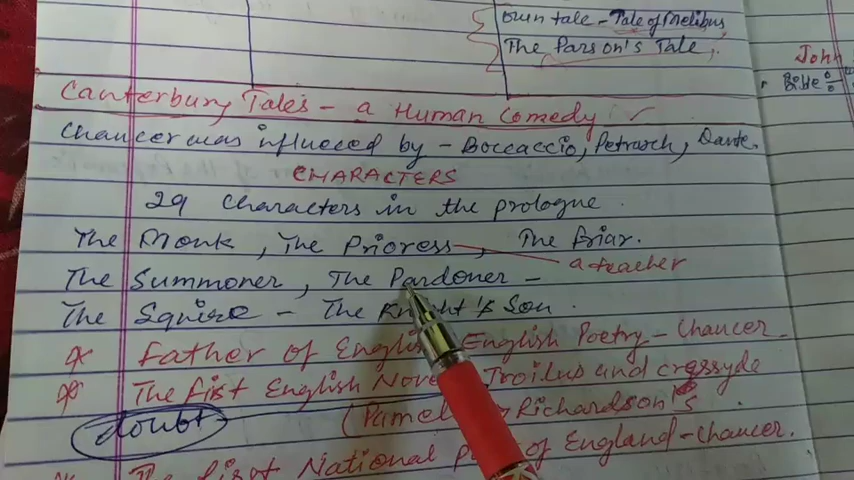 own tale - Tale of Melibus
The Parson's Tale,
John
Canterbury Tales - a Human Comedy
Chaucer was influeced by - Boccaccio, Petrarch, Dante.
CHARACTERS
29 characters in the prologue.
The Monk, The Prioress, The Friar.
a teacher
The Summoner, The Pardoner -
The Squire - The Knight's Son.
Father of English English Poetry - Chaucer
The first English Novel Troilus and cressyde
doubt
(Pamela Richardson's
The first National poet of England - Chaucer.